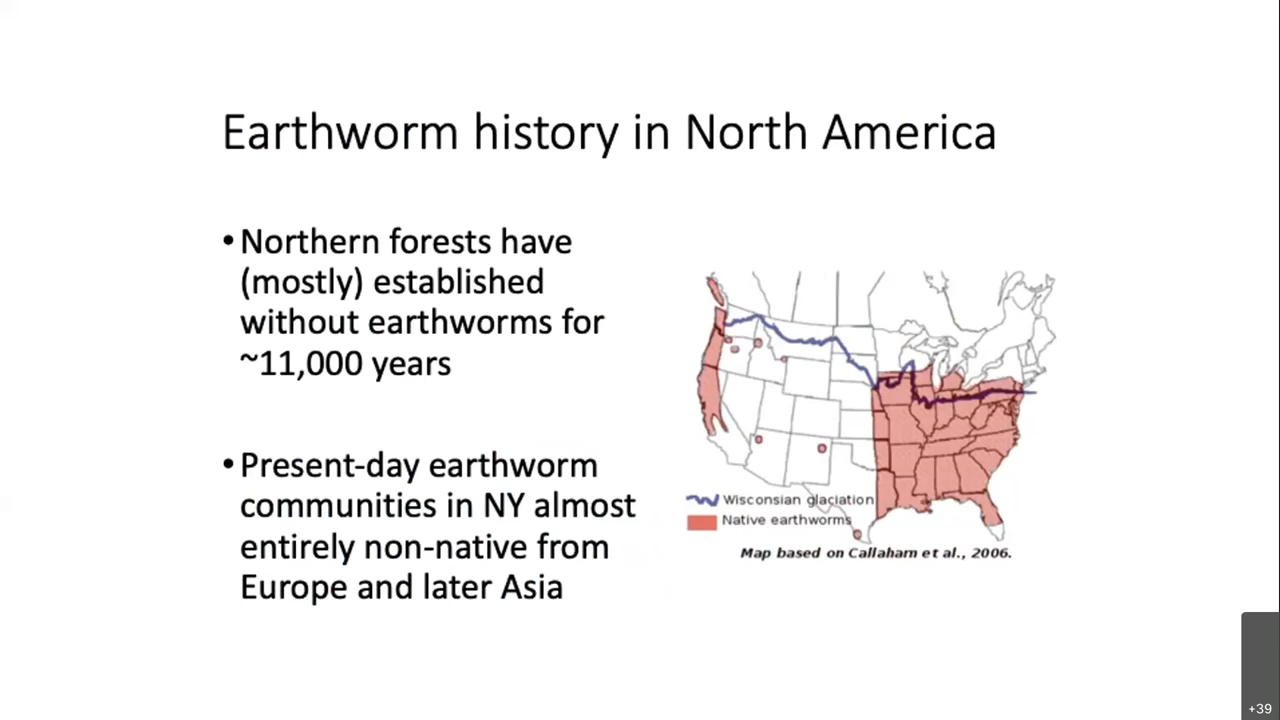 Earthworm history in North America
• Northern forests have
(mostly) established
without earthworms for
~11,000 years
• Present-day earthworm
communities in NY almost
entirely non-native from
Europe and later Asia
Wisconsian glaciation
Native earthworms
Map based on Callaham et al., 2006.
+39